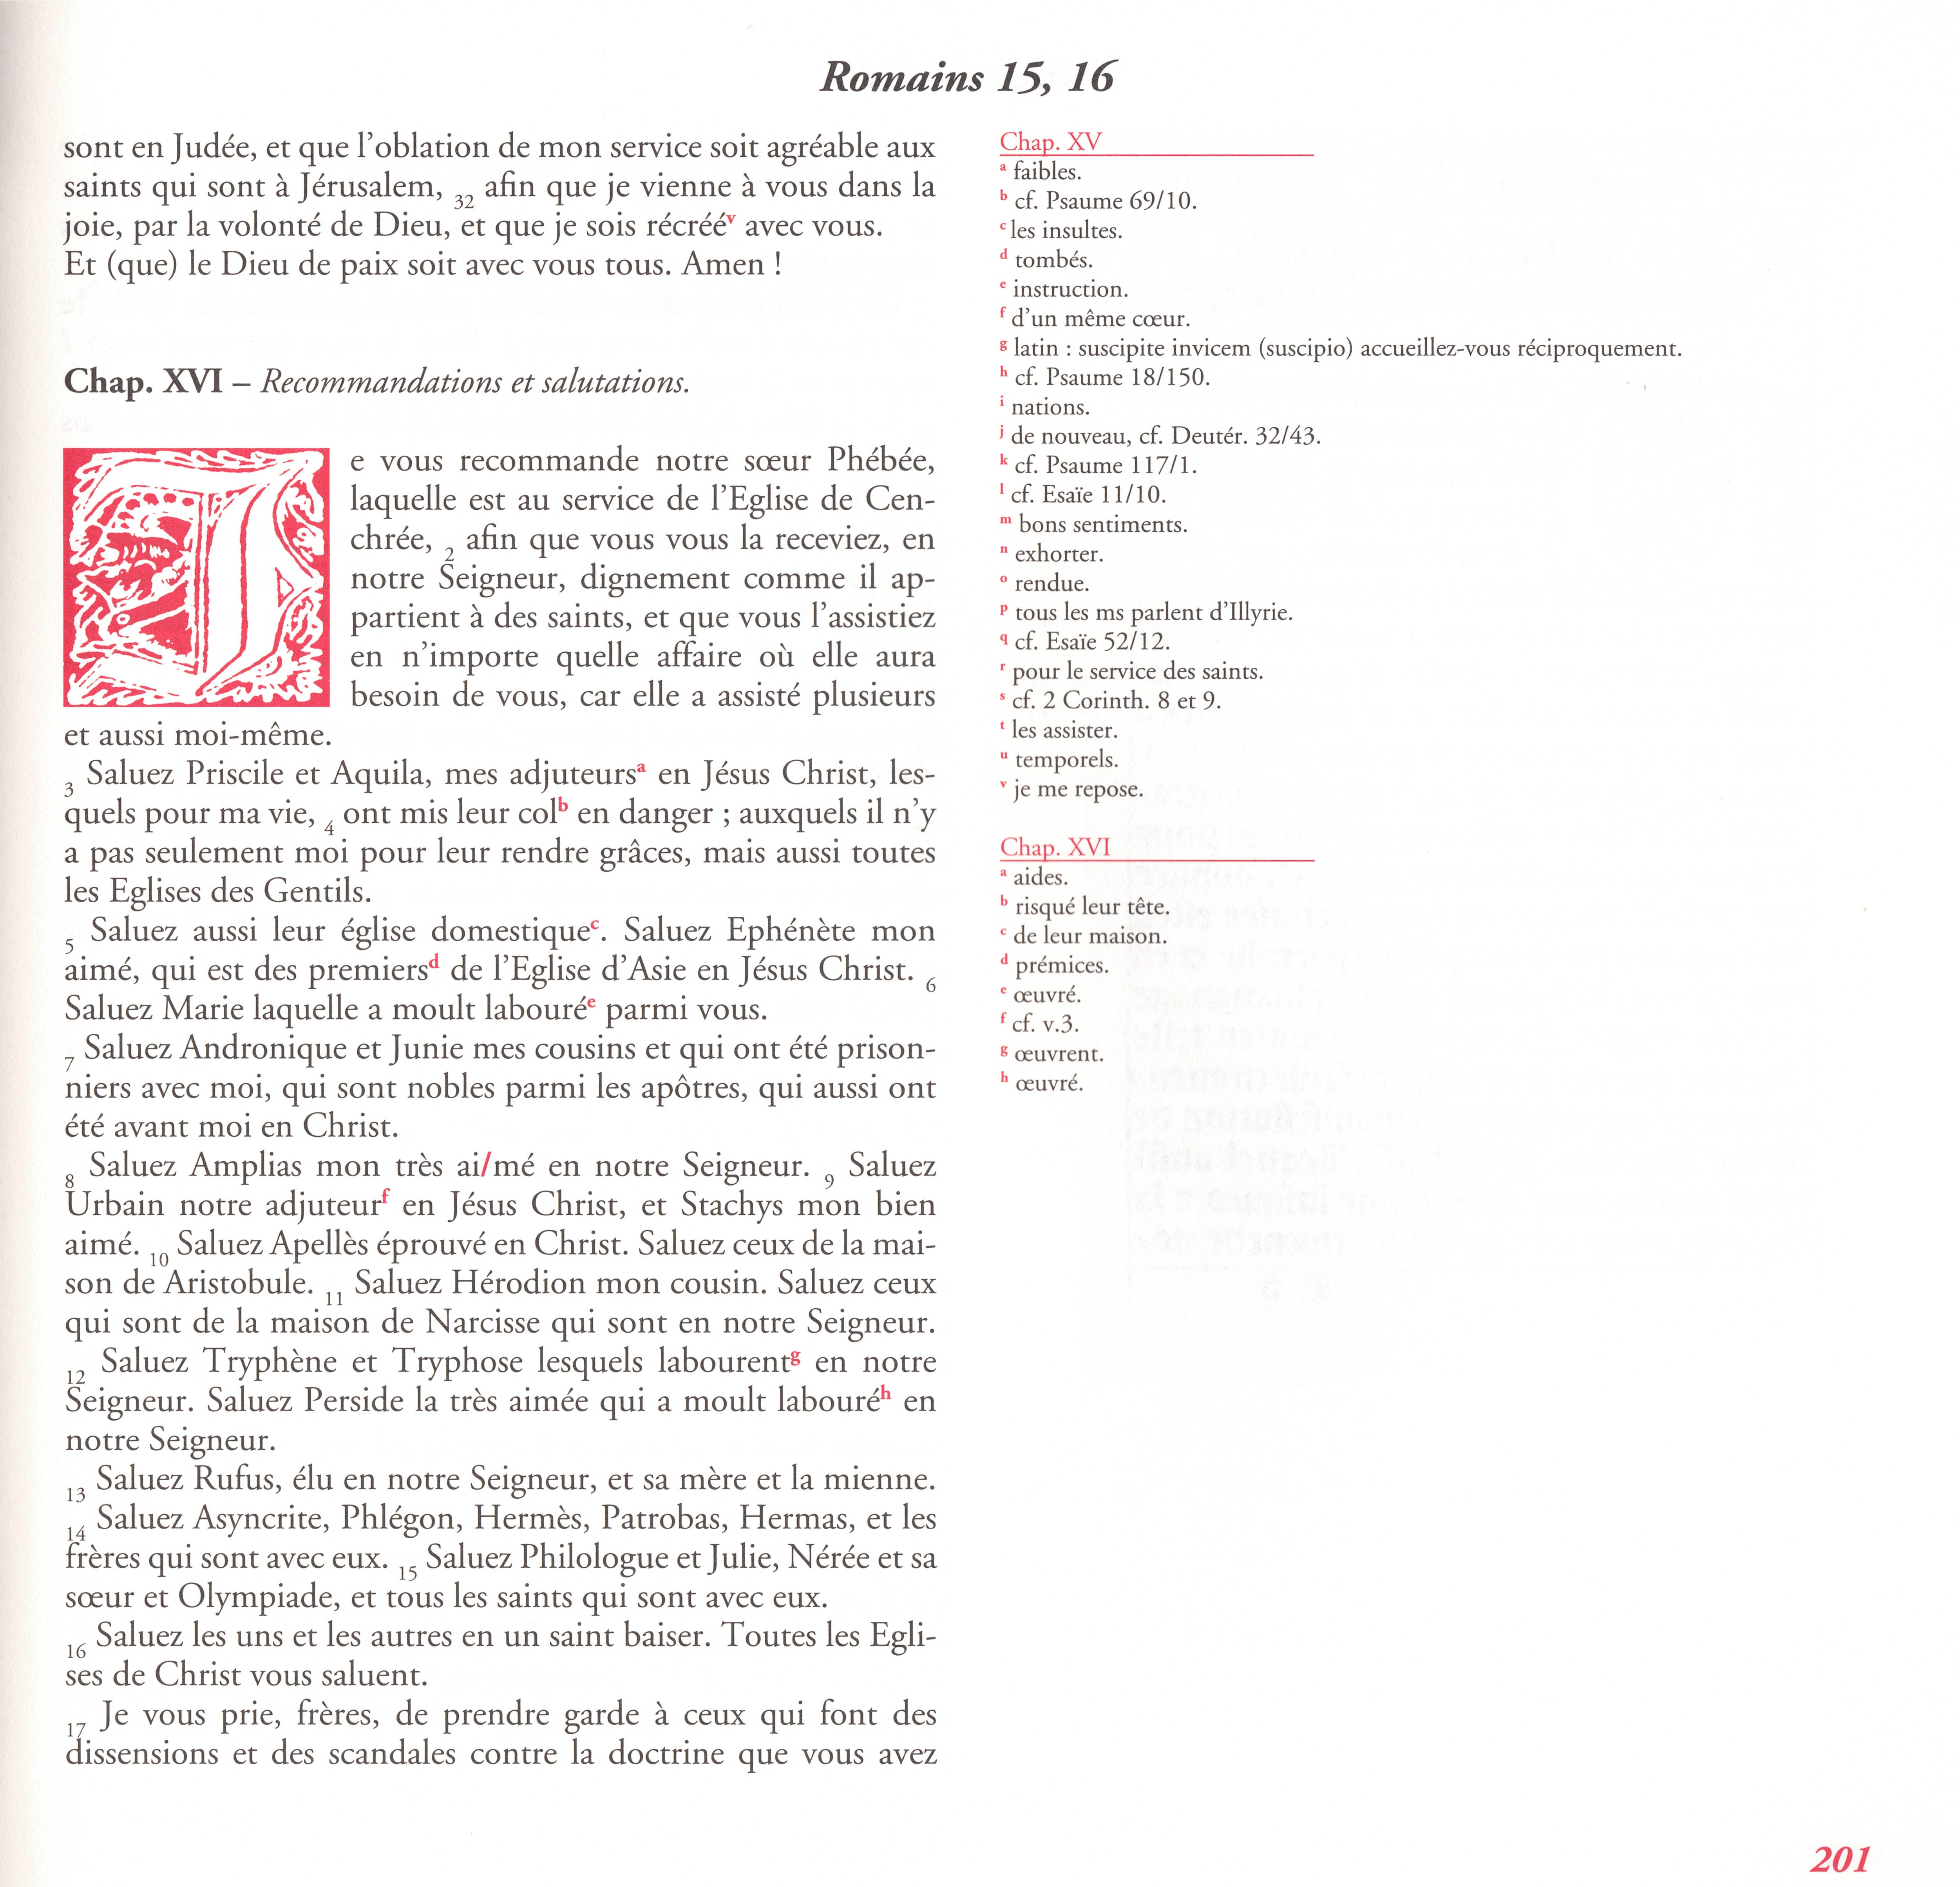 Romains 15, 16
sont en Judée, et que l'oblation de mon service soit agréable aux
saints qui sont à Jérusalem, 32 afin que je vienne à vous dans la
joie, par la volonté de Dieu, et que je sois récréév avec vous.
Et (que) le Dieu de paix soit avec vous tous. Amen !
Chap. XVI – Recommandations et salutations.
Je vous recommande notre sœur Phébée,
laquelle est au service de l'Eglise de Cen-
chrée, 2 afin que vous vous la receviez, en
notre Seigneur, dignement comme il ap-
partient à des saints, et que vous l'assistiez
en n'importe quelle affaire où elle aura
besoin de vous, car elle a assisté plusieurs
et aussi moi-même.
3 Saluez Priscile et Aquila, mes adjuteursa en Jésus Christ, les-
quels pour ma vie, 4 ont mis leur colb en danger ; auxquels il n'y
a pas seulement moi pour leur rendre grâces, mais aussi toutes
les Eglises des Gentils.
5 Saluez aussi leur église domestiquec. Saluez Ephénète mon
aimé, qui est des premiersd de l'Eglise d'Asie en Jésus Christ. 6
Saluez Marie laquelle a moult labourée parmi vous.
7 Saluez Andronique et Junie mes cousins et qui ont été prison-
niers avec moi, qui sont nobles parmi les apôtres, qui aussi ont
été avant moi en Christ.
8 Saluez Amplias mon très ai/mé en notre Seigneur. 9 Saluez
Urbain notre adjuteurf en Jésus Christ, et Stachys mon bien
aimé. 10 Saluez Apellès éprouvé en Christ. Saluez ceux de la mai-
son de Aristobule. 11 Saluez Hérodion mon cousin. Saluez ceux
qui sont de la maison de Narcisse qui sont en notre Seigneur.
12 Saluez Tryphène et Tryphose lesquels labourentg en notre
Seigneur. Saluez Perside la très aimée qui a moult labouréh en
notre Seigneur.
13 Saluez Rufus, élu en notre Seigneur, et sa mère et la mienne.
14 Saluez Asyncrite, Phlégon, Hermès, Patrobas, Hermas, et les
frères qui sont avec eux. 15 Saluez Philologue et Julie, Nérée et sa
sœur et Olympiade, et tous les saints qui sont avec eux.
16 Saluez les uns et les autres en un saint baiser. Toutes les Egli-
ses de Christ vous saluent.
17 Je vous prie, frères, de prendre garde à ceux qui font des
dissensions et des scandales contre la doctrine que vous avez
Chap. XV
a faibles.
b cf. Psaume 69/10.
c les insultes.
d tombés.
e instruction.
f d'un même cœur.
g latin : suscipite invicem (suscipio) accueillez-vous réciproquement.
h cf. Psaume 18/150.
i nations.
j de nouveau, cf. Deutér. 32/43.
k cf. Psaume 117/1.
l cf. Esaïe 11/10.
m bons sentiments.
n exhorter.
o rendue.
p tous les ms parlent d'Illyrie.
q cf. Esaïe 52/12.
r pour le service des saints.
s cf. 2 Corinth. 8 et 9.
t les assister.
u temporels.
v je me repose.
Chap. XVI
a aides.
b risqué leur tête.
c de leur maison.
d prémices.
e œuvré.
f cf. v.3.
g œuvrent.
h œuvré.
201